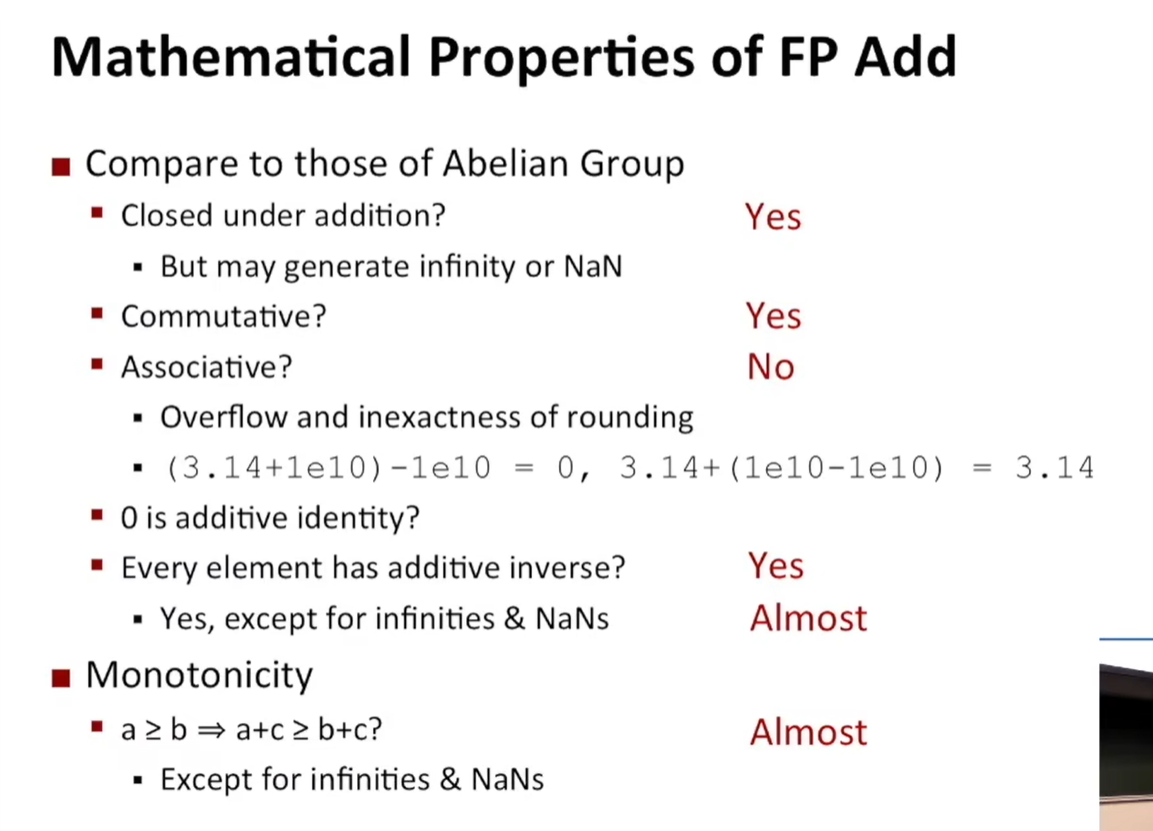 Mathematical Properties of FP Add
Compare to those of Abelian Group
Closed under addition? Yes
But may generate infinity or NaN
Commutative? Yes
Associative? No
Overflow and inexactness of rounding
(3.14+1e10)-1e10 = 0, 3.14+(1e10-1e10) = 3.14
0 is additive identity?
Every element has additive inverse? Yes
Yes, except for infinities & NaNs Almost
Monotonicity
a ≥ b ⇒ a+c ≥ b+c? Almost
Except for infinities & NaNs